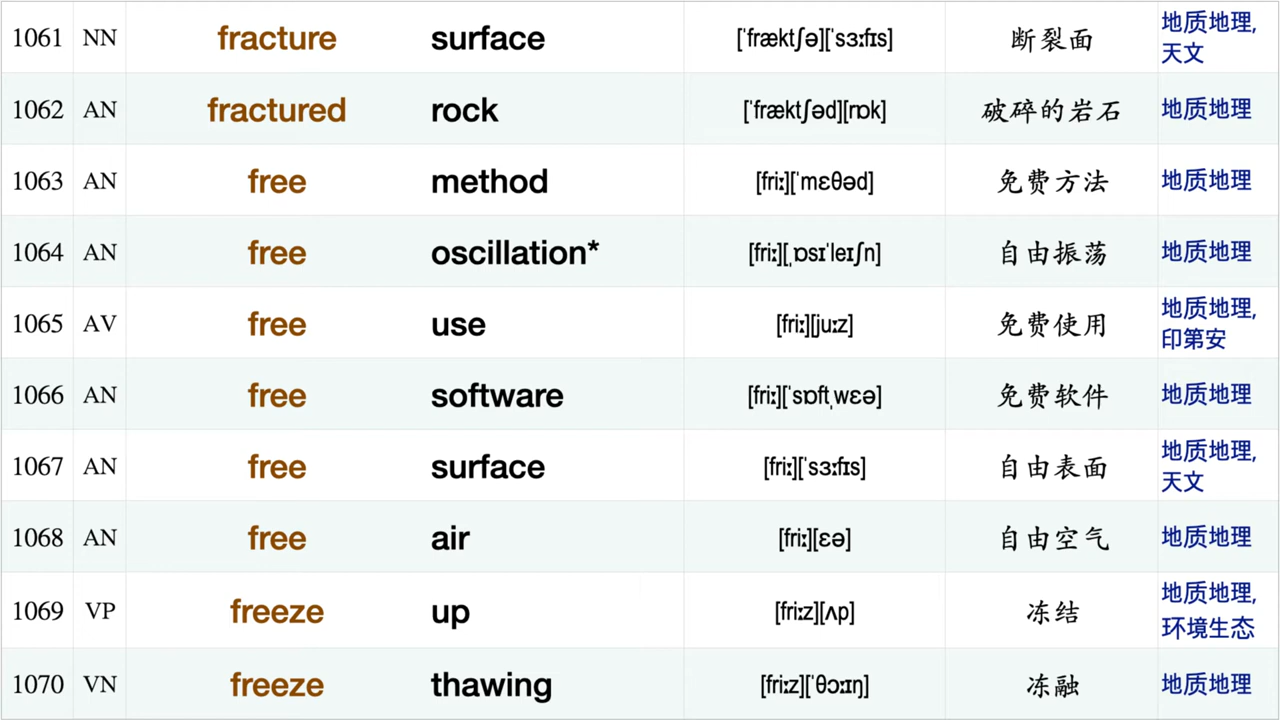 1061 NN fracture surface [ˈfræktʃə][ˈsɜːfɪs] 断裂面 地质地理, 天文
1062 AN fractured rock [ˈfræktʃəd][rɒk] 破碎的岩石 地质地理
1063 AN free method [friː][ˈmɛθəd] 免费方法 地质地理
1064 AN free oscillation* [friː][ˌɒsɪˈleɪʃn] 自由振荡 地质地理
1065 AV free use [friː][juːz] 免费使用 地质地理, 印第安
1066 AN free software [friː][ˈsɒftˌwɛə] 免费软件 地质地理
1067 AN free surface [friː][ˈsɜːfɪs] 自由表面 地质地理, 天文
1068 AN free air [friː][ɛə] 自由空气 地质地理
1069 VP freeze up [friːz][ʌp] 冻结 地质地理, 环境生态
1070 VN freeze thawing [friːz][ˈθɔːɪŋ] 冻融 地质地理